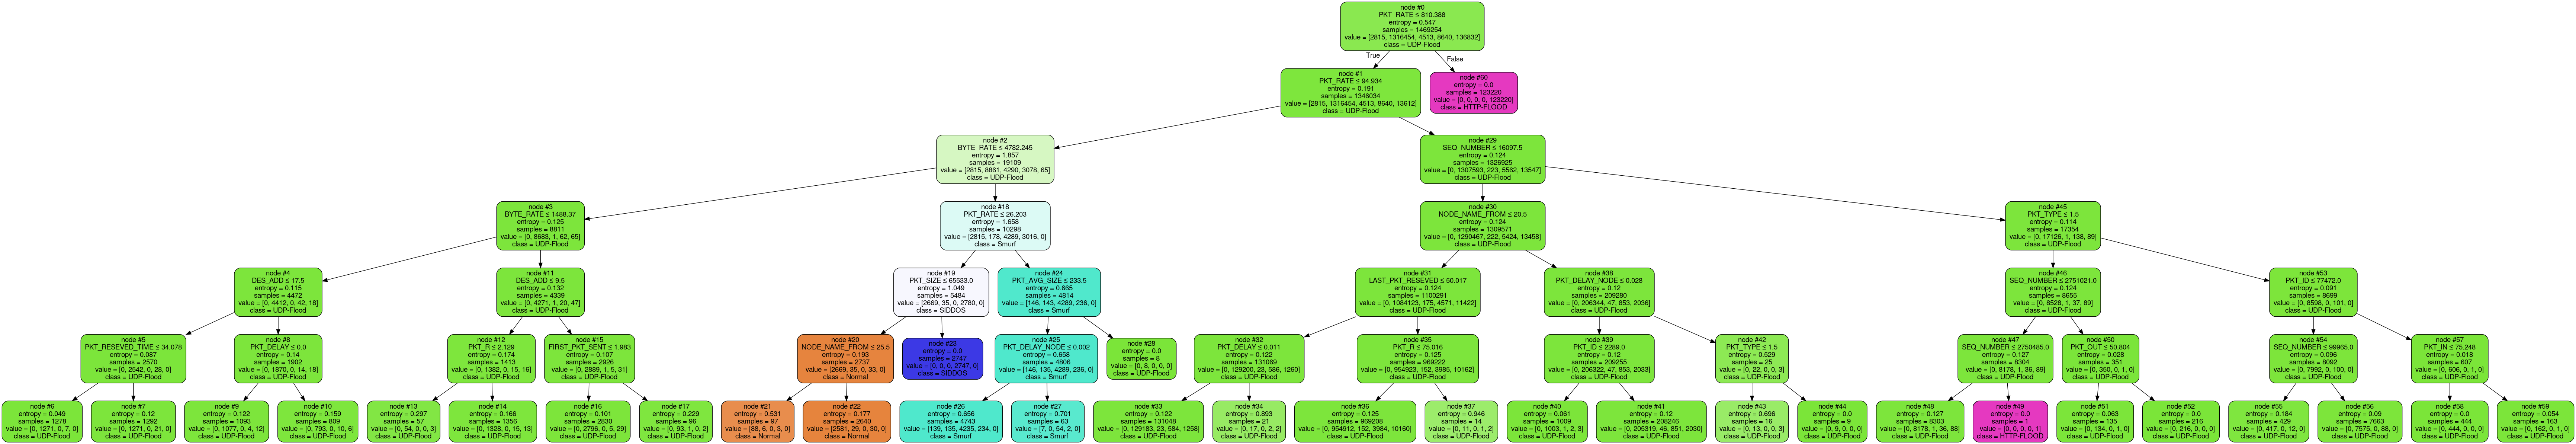 node #0
PKT_RATE ≤ 810.388
entropy = 0.547
samples = 1469254
value = [2815, 1316454, 4513, 8640, 136832]
class = UDP-Flood
True
False
node #1
PKT_RATE ≤ 94.934
entropy = 0.191
samples = 1346034
value = [2815, 1316454, 4513, 8640, 13612]
class = UDP-Flood
node #60
entropy = 0.0
samples = 123220
value = [0, 0, 0, 0, 123220]
class = HTTP-FLOOD
node #2
BYTE_RATE ≤ 4782.245
entropy = 1.857
samples = 19109
value = [2815, 8861, 4290, 3078, 65]
class = UDP-Flood
node #29
SEQ_NUMBER ≤ 16097.5
entropy = 0.124
samples = 1326925
value = [0, 1307593, 223, 5562, 13547]
class = UDP-Flood
node #3
BYTE_RATE ≤ 1488.37
entropy = 0.125
samples = 8811
value = [0, 8683, 1, 62, 65]
class = UDP-Flood
node #18
PKT_RATE ≤ 26.203
entropy = 1.658
samples = 10298
value = [2815, 178, 4289, 3016, 0]
class = Smurf
node #30
NODE_NAME_FROM ≤ 20.5
entropy = 0.124
samples = 1309571
value = [0, 1290467, 222, 5424, 13458]
class = UDP-Flood
node #45
PKT_TYPE ≤ 1.5
entropy = 0.114
samples = 17354
value = [0, 17126, 1, 138, 89]
class = UDP-Flood
node #4
DES_ADD ≤ 17.5
entropy = 0.115
samples = 4472
value = [0, 4412, 0, 42, 18]
class = UDP-Flood
node #11
DES_ADD ≤ 9.5
entropy = 0.132
samples = 4339
value = [0, 4271, 1, 20, 47]
class = UDP-Flood
node #19
PKT_SIZE ≤ 65533.0
entropy = 1.049
samples = 5484
value = [2669, 35, 0, 2780, 0]
class = SIDDOS
node #24
PKT_AVG_SIZE ≤ 233.5
entropy = 0.665
samples = 4814
value = [146, 143, 4289, 236, 0]
class = Smurf
node #31
LAST_PKT_RESEVED ≤ 50.017
entropy = 0.124
samples = 1100291
value = [0, 1084123, 175, 4571, 11422]
class = UDP-Flood
node #38
PKT_DELAY_NODE ≤ 0.028
entropy = 0.12
samples = 209280
value = [0, 206344, 47, 853, 2036]
class = UDP-Flood
node #46
SEQ_NUMBER ≤ 2751021.0
entropy = 0.124
samples = 8655
value = [0, 8528, 1, 37, 89]
class = UDP-Flood
node #53
PKT_ID ≤ 77472.0
entropy = 0.091
samples = 8699
value = [0, 8598, 0, 101, 0]
class = UDP-Flood
node #5
PKT_RESEVED_TIME ≤ 34.078
entropy = 0.087
samples = 2570
value = [0, 2542, 0, 28, 0]
class = UDP-Flood
node #8
PKT_DELAY ≤ 0.0
entropy = 0.14
samples = 1902
value = [0, 1870, 0, 14, 18]
class = UDP-Flood
node #12
PKT_R ≤ 2.129
entropy = 0.174
samples = 1413
value = [0, 1382, 0, 15, 16]
class = UDP-Flood
node #15
FIRST_PKT_SENT ≤ 1.983
entropy = 0.107
samples = 2926
value = [0, 2889, 1, 5, 31]
class = UDP-Flood
node #20
NODE_NAME_FROM ≤ 25.5
entropy = 0.193
samples = 2737
value = [2669, 35, 0, 33, 0]
class = Normal
node #23
entropy = 0.0
samples = 2747
value = [0, 0, 0, 2747, 0]
class = SIDDOS
node #25
PKT_DELAY_NODE ≤ 0.002
entropy = 0.658
samples = 4806
value = [146, 135, 4289, 236, 0]
class = Smurf
node #28
entropy = 0.0
samples = 8
value = [0, 8, 0, 0, 0]
class = UDP-Flood
node #32
PKT_DELAY ≤ 0.011
entropy = 0.122
samples = 131069
value = [0, 129200, 23, 586, 1260]
class = UDP-Flood
node #35
PKT_R ≤ 75.016
entropy = 0.125
samples = 969222
value = [0, 954923, 152, 3985, 10162]
class = UDP-Flood
node #39
PKT_ID ≤ 2289.0
entropy = 0.12
samples = 209255
value = [0, 206322, 47, 853, 2033]
class = UDP-Flood
node #42
PKT_TYPE ≤ 1.5
entropy = 0.529
samples = 25
value = [0, 22, 0, 0, 3]
class = UDP-Flood
node #47
SEQ_NUMBER ≤ 2750485.0
entropy = 0.127
samples = 8304
value = [0, 8178, 1, 36, 89]
class = UDP-Flood
node #50
PKT_OUT ≤ 50.804
entropy = 0.028
samples = 351
value = [0, 350, 0, 1, 0]
class = UDP-Flood
node #54
SEQ_NUMBER ≤ 99965.0
entropy = 0.096
samples = 8092
value = [0, 7992, 0, 100, 0]
class = UDP-Flood
node #57
PKT_IN ≤ 75.248
entropy = 0.018
samples = 607
value = [0, 606, 0, 1, 0]
class = UDP-Flood
node #6
entropy = 0.049
samples = 1278
value = [0, 1271, 0, 7, 0]
class = UDP-Flood
node #7
entropy = 0.12
samples = 1292
value = [0, 1271, 0, 21, 0]
class = UDP-Flood
node #9
entropy = 0.122
samples = 1093
value = [0, 1077, 0, 4, 12]
class = UDP-Flood
node #10
entropy = 0.159
samples = 809
value = [0, 793, 0, 10, 6]
class = UDP-Flood
node #13
entropy = 0.297
samples = 57
value = [0, 54, 0, 0, 3]
class = UDP-Flood
node #14
entropy = 0.166
samples = 1356
value = [0, 1328, 0, 15, 13]
class = UDP-Flood
node #16
entropy = 0.101
samples = 2830
value = [0, 2796, 0, 5, 29]
class = UDP-Flood
node #17
entropy = 0.229
samples = 96
value = [0, 93, 1, 0, 2]
class = UDP-Flood
node #21
entropy = 0.531
samples = 97
value = [88, 6, 0, 3, 0]
class = Normal
node #22
entropy = 0.177
samples = 2640
value = [2581, 29, 0, 30, 0]
class = Normal
node #26
entropy = 0.656
samples = 4743
value = [139, 135, 4235, 234, 0]
class = Smurf
node #27
entropy = 0.701
samples = 63
value = [7, 0, 54, 2, 0]
class = Smurf
node #33
entropy = 0.122
samples = 131048
value = [0, 129183, 23, 584, 1258]
class = UDP-Flood
node #34
entropy = 0.893
samples = 21
value = [0, 17, 0, 2, 2]
class = UDP-Flood
node #36
entropy = 0.125
samples = 969208
value = [0, 954912, 152, 3984, 10160]
class = UDP-Flood
node #37
entropy = 0.946
samples = 14
value = [0, 11, 0, 1, 2]
class = UDP-Flood
node #40
entropy = 0.061
samples = 1009
value = [0, 1003, 1, 2, 3]
class = UDP-Flood
node #41
entropy = 0.12
samples = 208246
value = [0, 205319, 46, 851, 2030]
class = UDP-Flood
node #43
entropy = 0.696
samples = 16
value = [0, 13, 0, 0, 3]
class = UDP-Flood
node #44
entropy = 0.0
samples = 9
value = [0, 9, 0, 0, 0]
class = UDP-Flood
node #48
entropy = 0.127
samples = 8303
value = [0, 8178, 1, 36, 88]
class = UDP-Flood
node #49
entropy = 0.0
samples = 1
value = [0, 0, 0, 0, 1]
class = HTTP-FLOOD
node #51
entropy = 0.063
samples = 135
value = [0, 134, 0, 1, 0]
class = UDP-Flood
node #52
entropy = 0.0
samples = 216
value = [0, 216, 0, 0, 0]
class = UDP-Flood
node #55
entropy = 0.184
samples = 429
value = [0, 417, 0, 12, 0]
class = UDP-Flood
node #56
entropy = 0.09
samples = 7663
value = [0, 7575, 0, 88, 0]
class = UDP-Flood
node #58
entropy = 0.0
samples = 444
value = [0, 444, 0, 0, 0]
class = UDP-Flood
node #59
entropy = 0.054
samples = 163
value = [0, 162, 0, 1, 0]
class = UDP-Flood